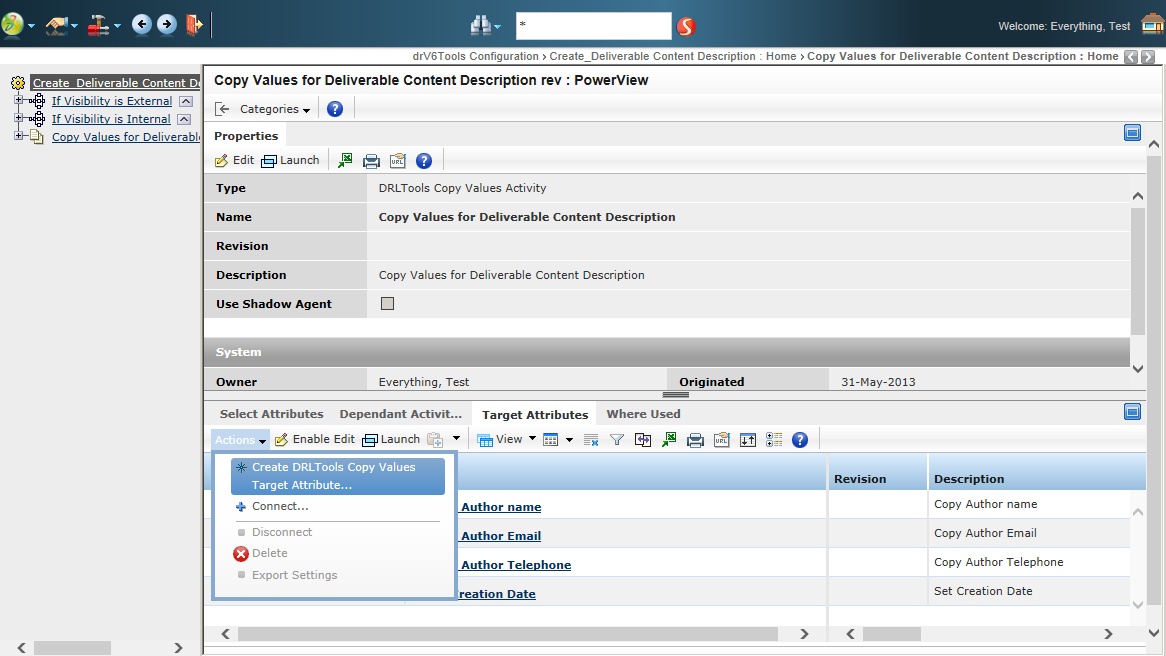 *
Welcome: Everything, Test
drV6Tools Configuration › Create_Deliverable Content Description : Home › Copy Values for Deliverable Content Description : Home
Create_Deliverable Content De
If Visibility is External
If Visibility is Internal
Copy Values for Deliverable
Copy Values for Deliverable Content Description rev : PowerView
Categories
Properties
Edit Launch
URL
Type DRLTools Copy Values Activity
Name Copy Values for Deliverable Content Description
Revision
Description Copy Values for Deliverable Content Description
Use Shadow Agent
System
Owner Everything, Test Originated 31-May-2013
Select Attributes Dependant Activit... Target Attributes Where Used
Actions Enable Edit Launch View URL
Create DRLTools Copy Values
Target Attribute...
Connect...
Disconnect
Delete
Export Settings
Revision Description
Author name Copy Author name
Author Email Copy Author Email
Author Telephone Copy Author Telephone
reation Date Set Creation Date